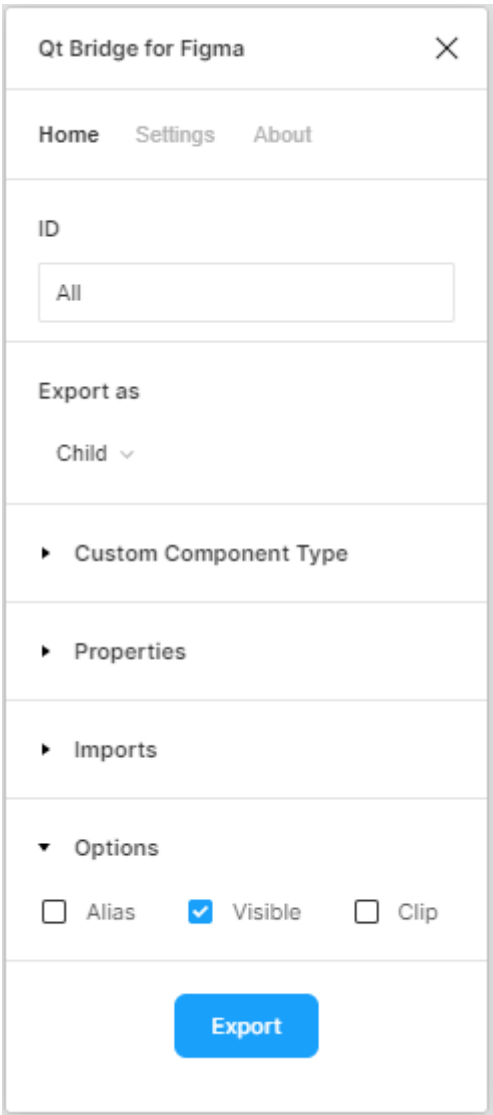 Qt Bridge for Figma
Home Settings About
ID
All
Export as
Child
Custom Component Type
Properties
Imports
Options
Alias Visible Clip
Export